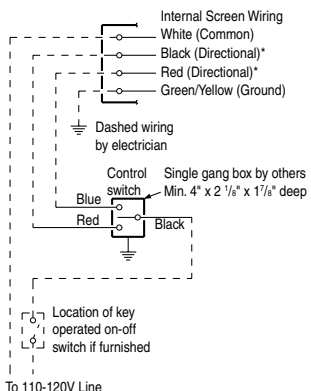 Internal Screen Wiring
White (Common)
Black (Directional)*
Red (Directional)*
Green/Yellow (Ground)
Dashed wiring
by electrician
Control
switch
Single gang box by others
Min. 4" x 2 1/8" x 1 7/8" deep
Blue
Red
Black
Location of key
operated on-off
switch if furnished
To 110-120V Line